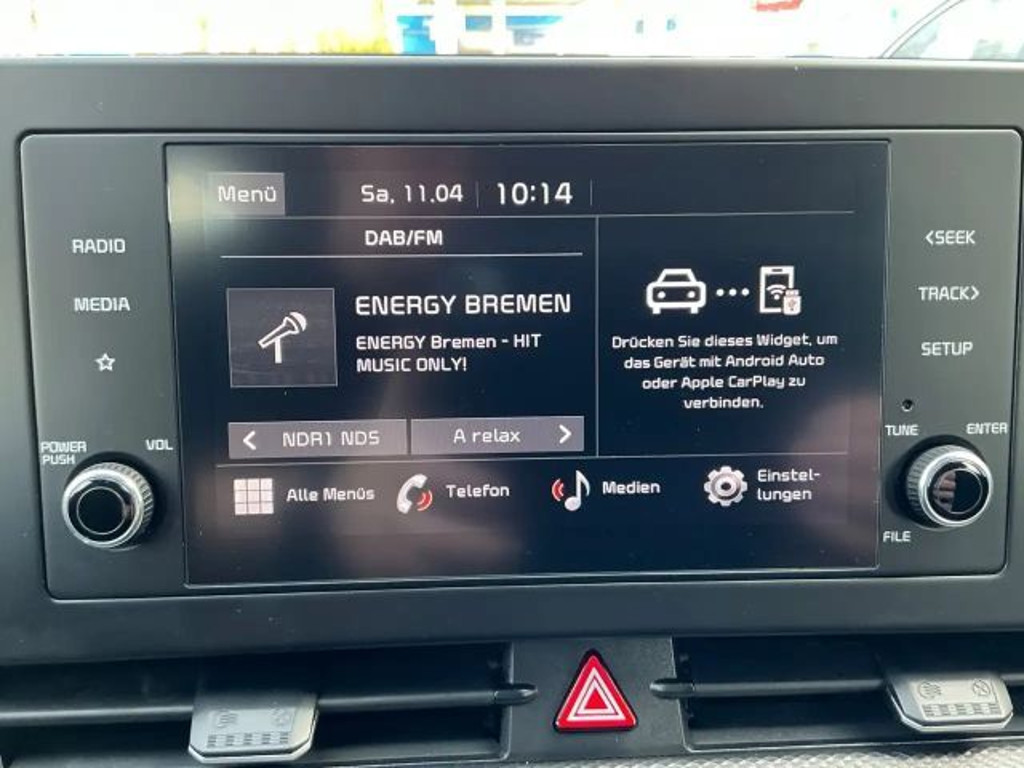 Menü Sa. 11.04 10:14
DAB/FM
ENERGY BREMEN
ENERGY Bremen - HIT
MUSIC ONLY!
< NDR1 NDS
A relax >
Drücken Sie dieses Widget, um
das Gerät mit Android Auto
oder Apple CarPlay zu
verbinden.
Alle Menüs
Telefon
Medien
Einstel-
lungen
RADIO
MEDIA
POWER
PUSH
VOL
<SEEK
TRACK>
SETUP
TUNE
ENTER
FILE